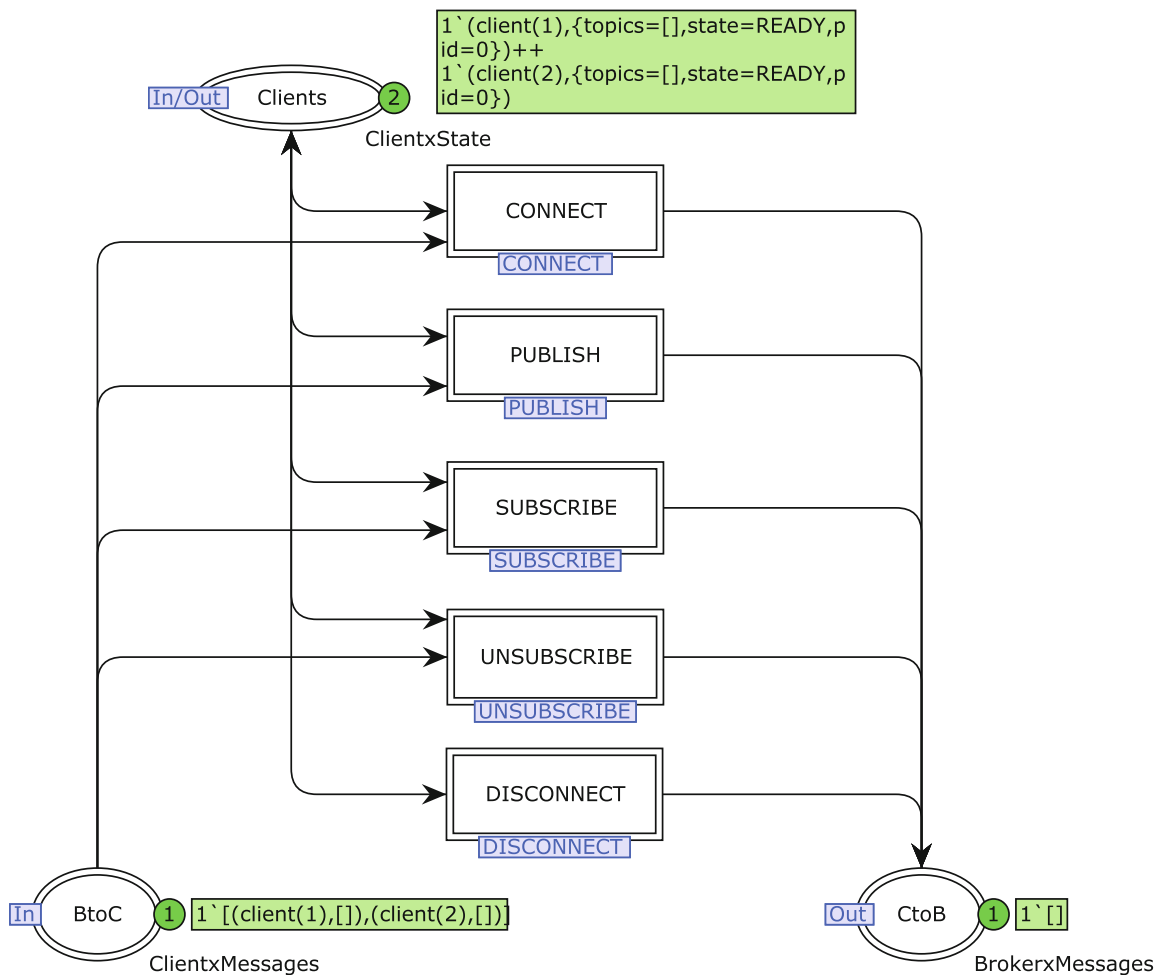 1`(client(1),{topics=[],state=READY,p
id=0})++
1`(client(2),{topics=[],state=READY,p
id=0})
In/Out
Clients
2
ClientxState
CONNECT
CONNECT
PUBLISH
PUBLISH
SUBSCRIBE
SUBSCRIBE
UNSUBSCRIBE
UNSUBSCRIBE
DISCONNECT
DISCONNECT
In
BtoC
1
1`[(client(1),[]),(client(2),[])]
ClientxMessages
Out
CtoB
1
1`[]
BrokerxMessages